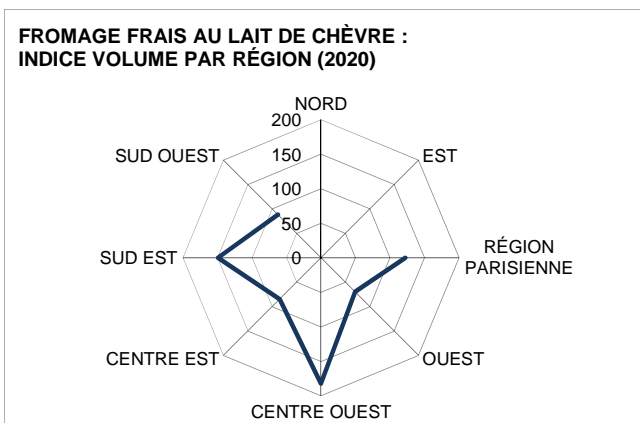 FROMAGE FRAIS AU LAIT DE CHÈVRE :
INDICE VOLUME PAR RÉGION (2020)
NORD
200
150
100
50
0
EST
RÉGION
PARISIENNE
OUEST
CENTRE OUEST
CENTRE EST
SUD EST
SUD OUEST